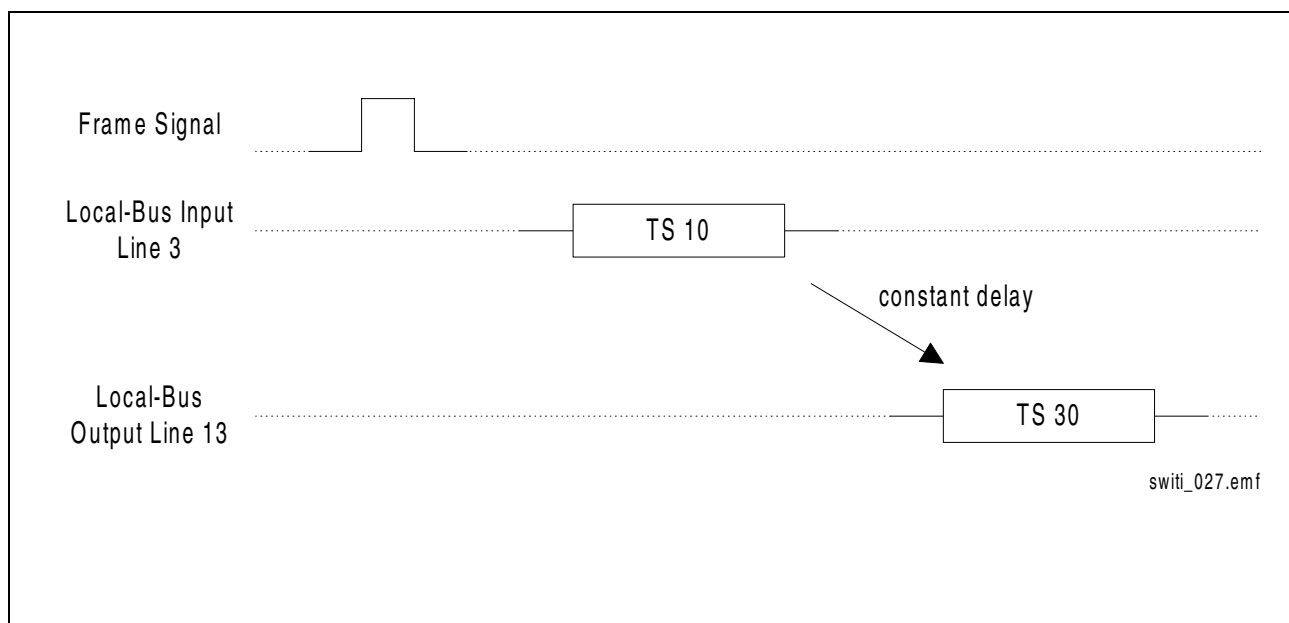 Frame Signal
Local-Bus Input
Line 3
TS 10
constant delay
Local-Bus
Output Line 13
TS 30
switi_027.emf